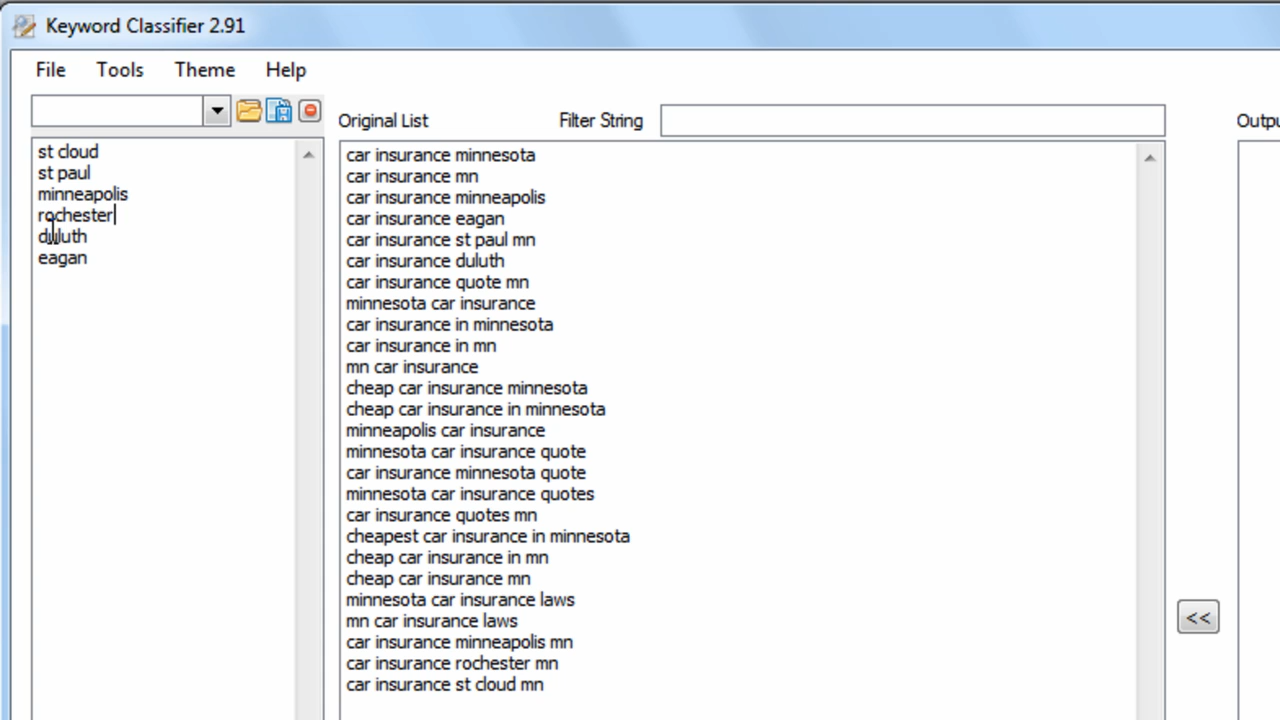 Keyword Classifier 2.91
File Tools Theme Help
Original List Filter String
st cloud
st paul
minneapolis
rochester
duluth
eagan
car insurance minnesota
car insurance mn
car insurance minneapolis
car insurance eagan
car insurance st paul mn
car insurance duluth
car insurance quote mn
minnesota car insurance
car insurance in minnesota
car insurance in mn
mn car insurance
cheap car insurance minnesota
cheap car insurance in minnesota
minneapolis car insurance
minnesota car insurance quote
car insurance minnesota quote
minnesota car insurance quotes
car insurance quotes mn
cheapest car insurance in minnesota
cheap car insurance in mn
cheap car insurance mn
minnesota car insurance laws
mn car insurance laws
car insurance minneapolis mn
car insurance rochester mn
car insurance st cloud mn
<<